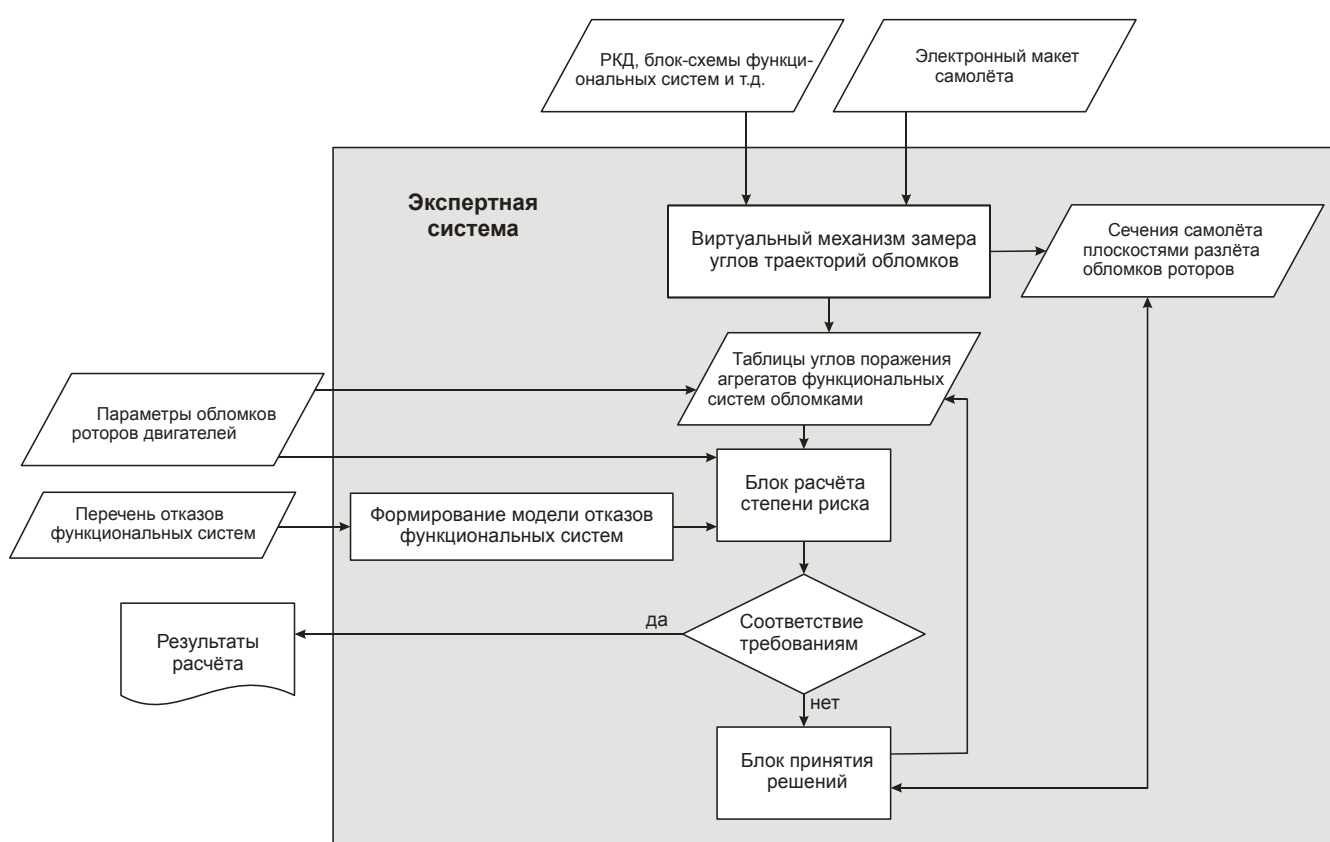 РКД, блок-схемы функци-
ональных систем и т.д.
Электронный макет
самолёта
Экспертная
система
Виртуальный механизм замера
углов траекторий обломков
Сечения самолёта
плоскостями разлёта
обломков роторов
Таблицы углов поражения
агрегатов функциональных
систем обломками
Параметры обломков
роторов двигателей
Блок расчёта
степени риска
Перечень отказов
функциональных систем
Формирование модели отказов
функциональных систем
Соответствие
требованиям
да
Результаты
расчёта
нет
Блок принятия
решений